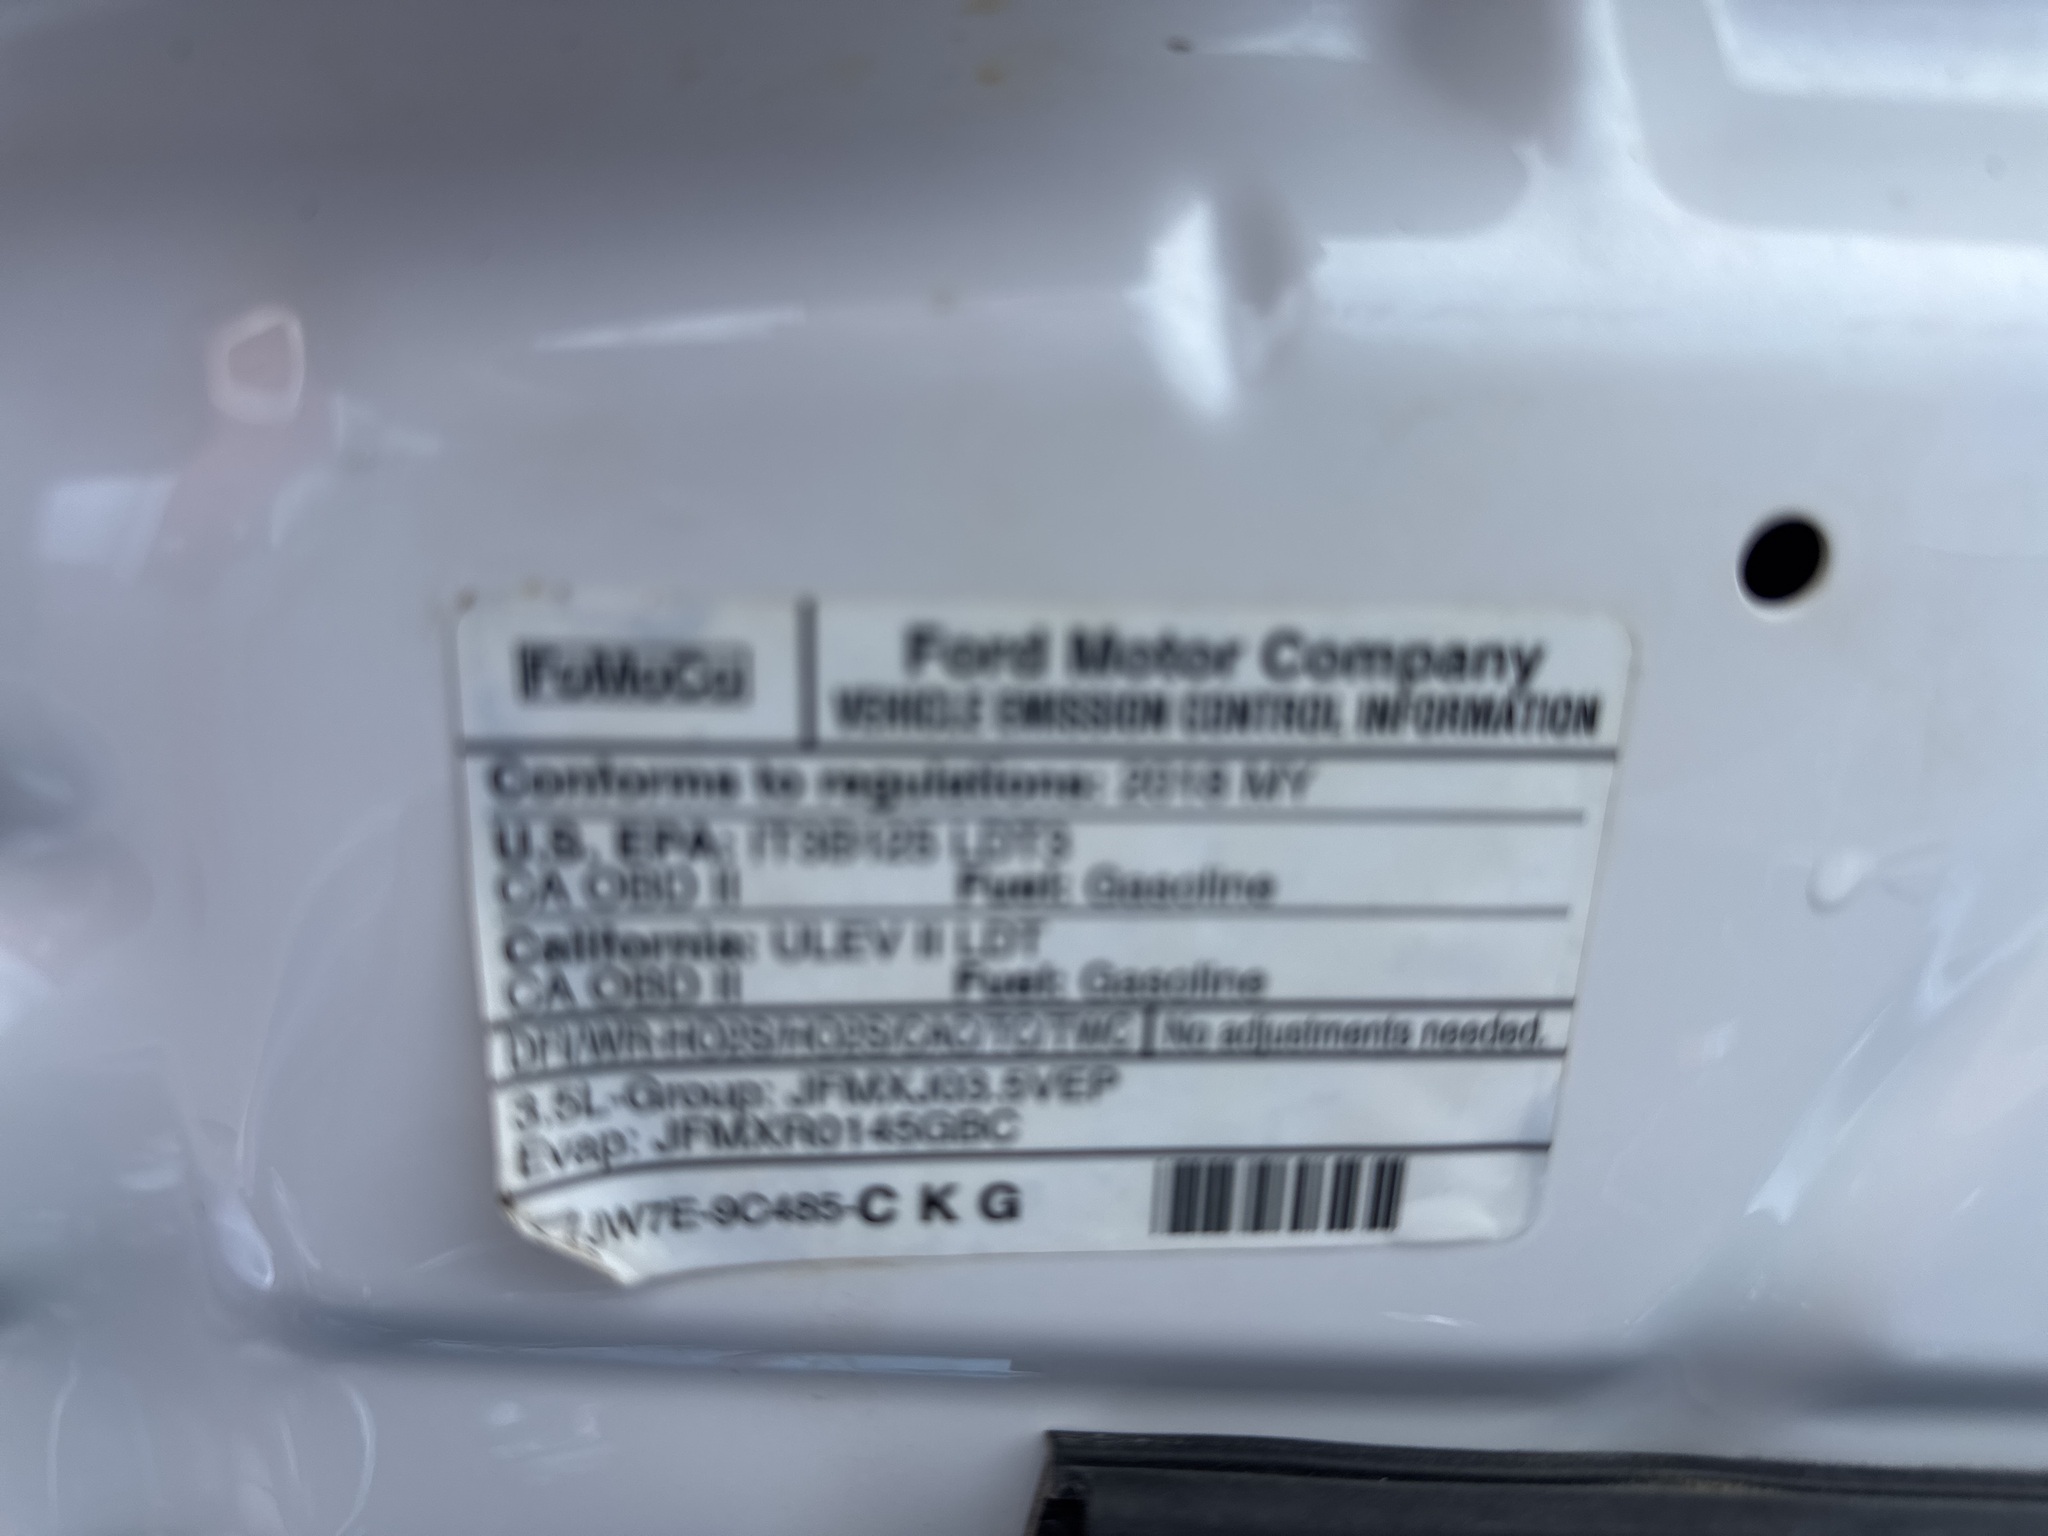 FoMoCo
Ford Motor Company
VEHICLE EMISSION CONTROL INFORMATION
Conforms to regulations: 2018 MY
U.S. EPA: LDT3
CA OBD II Fuel: Gasoline
California: ULEV II LDT
CA OBD II Fuel: Gasoline
No adjustments needed.
3.5L-Group: JFMXJ03.5VEP
Evap: JFMXR0145GBC
JW7E-9C485-C K G